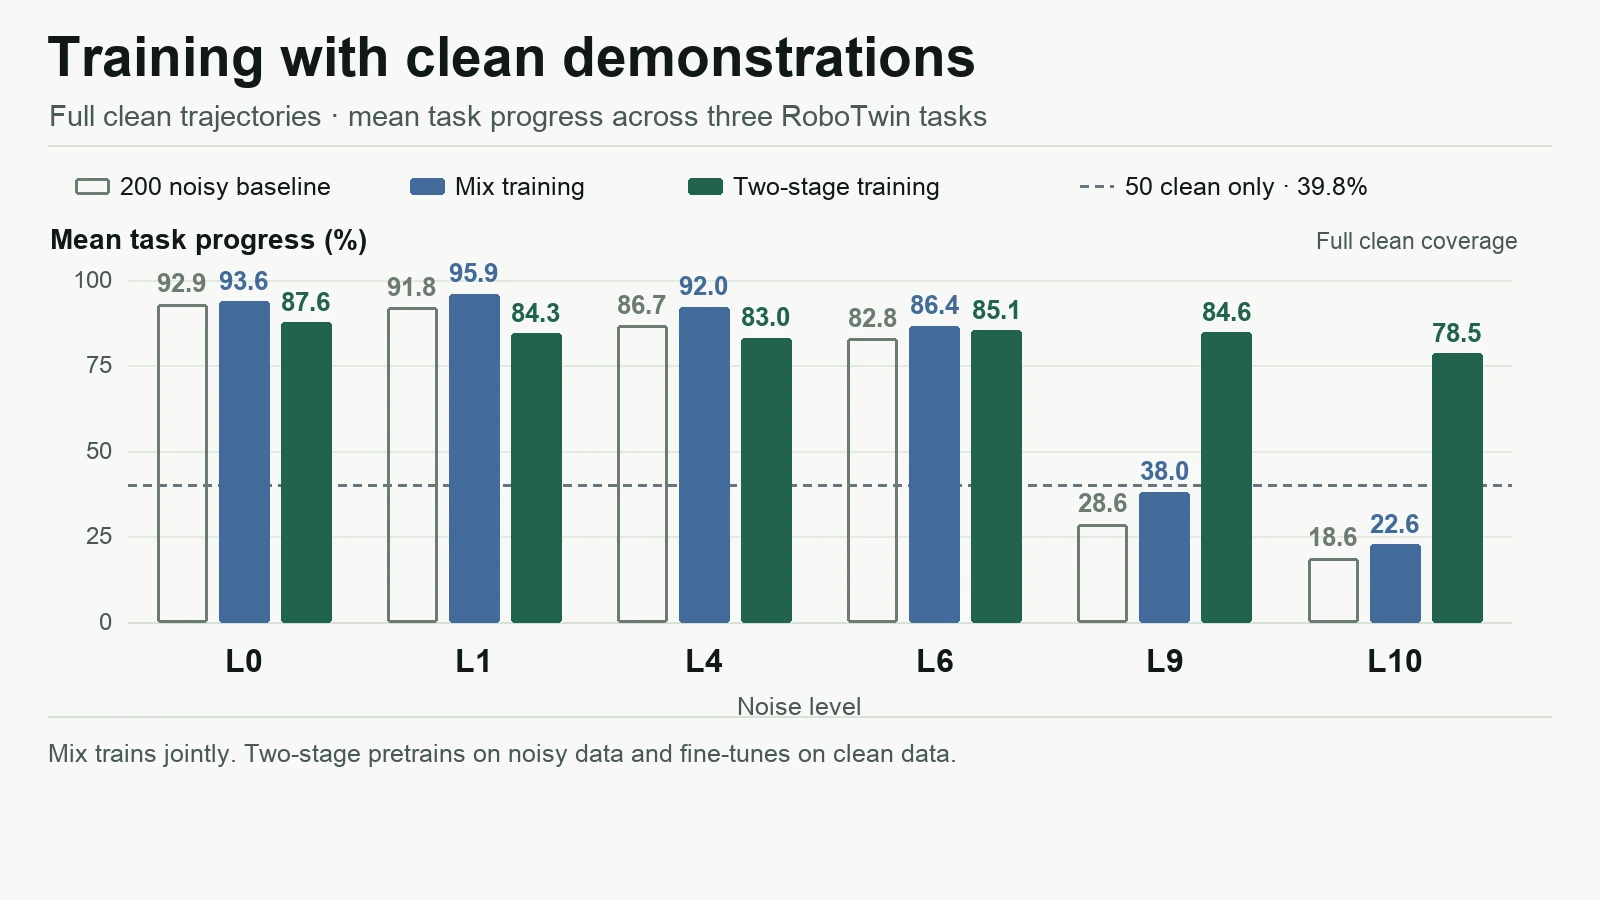 Training with clean demonstrations
Full clean trajectories · mean task progress across three RoboTwin tasks
200 noisy baseline
Mix training
Two-stage training
50 clean only · 39.8%
Mean task progress (%)
Full clean coverage
100
75
50
25
0
92.9
93.6
87.6
91.8
95.9
84.3
86.7
92.0
83.0
82.8
86.4
85.1
28.6
38.0
84.6
18.6
22.6
78.5
L0
L1
L4
L6
L9
L10
Noise level
Mix trains jointly. Two-stage pretrains on noisy data and fine-tunes on clean data.